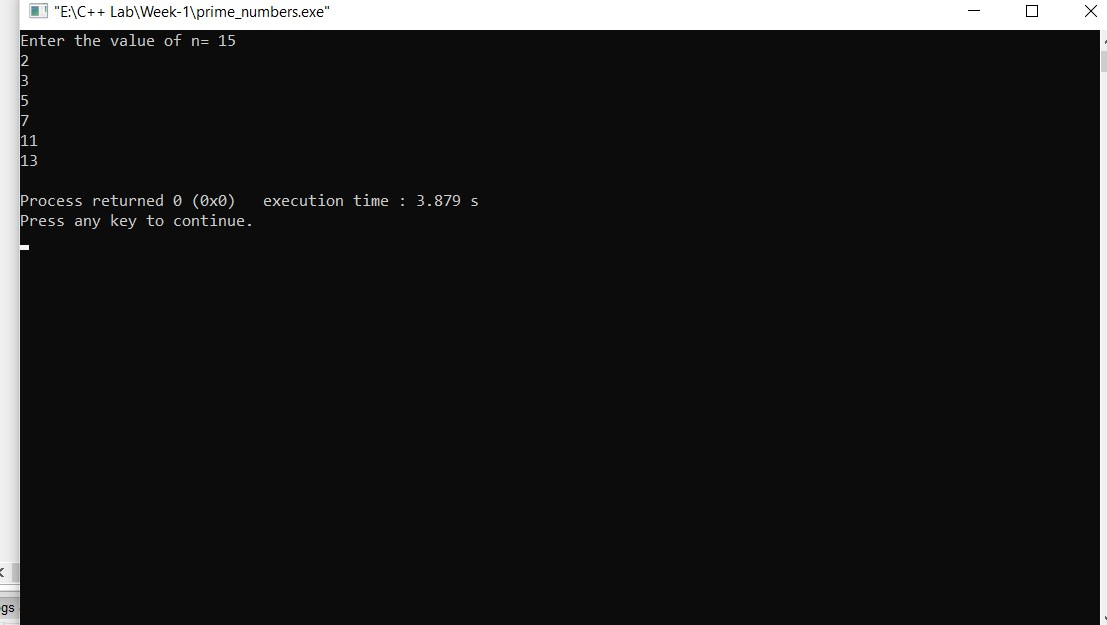 "E:\C++ Lab\Week-1\prime_numbers.exe"
Enter the value of n= 15
2
3
5
7
11
13
Process returned 0 (0x0)   execution time : 3.879 s
Press any key to continue.
gs